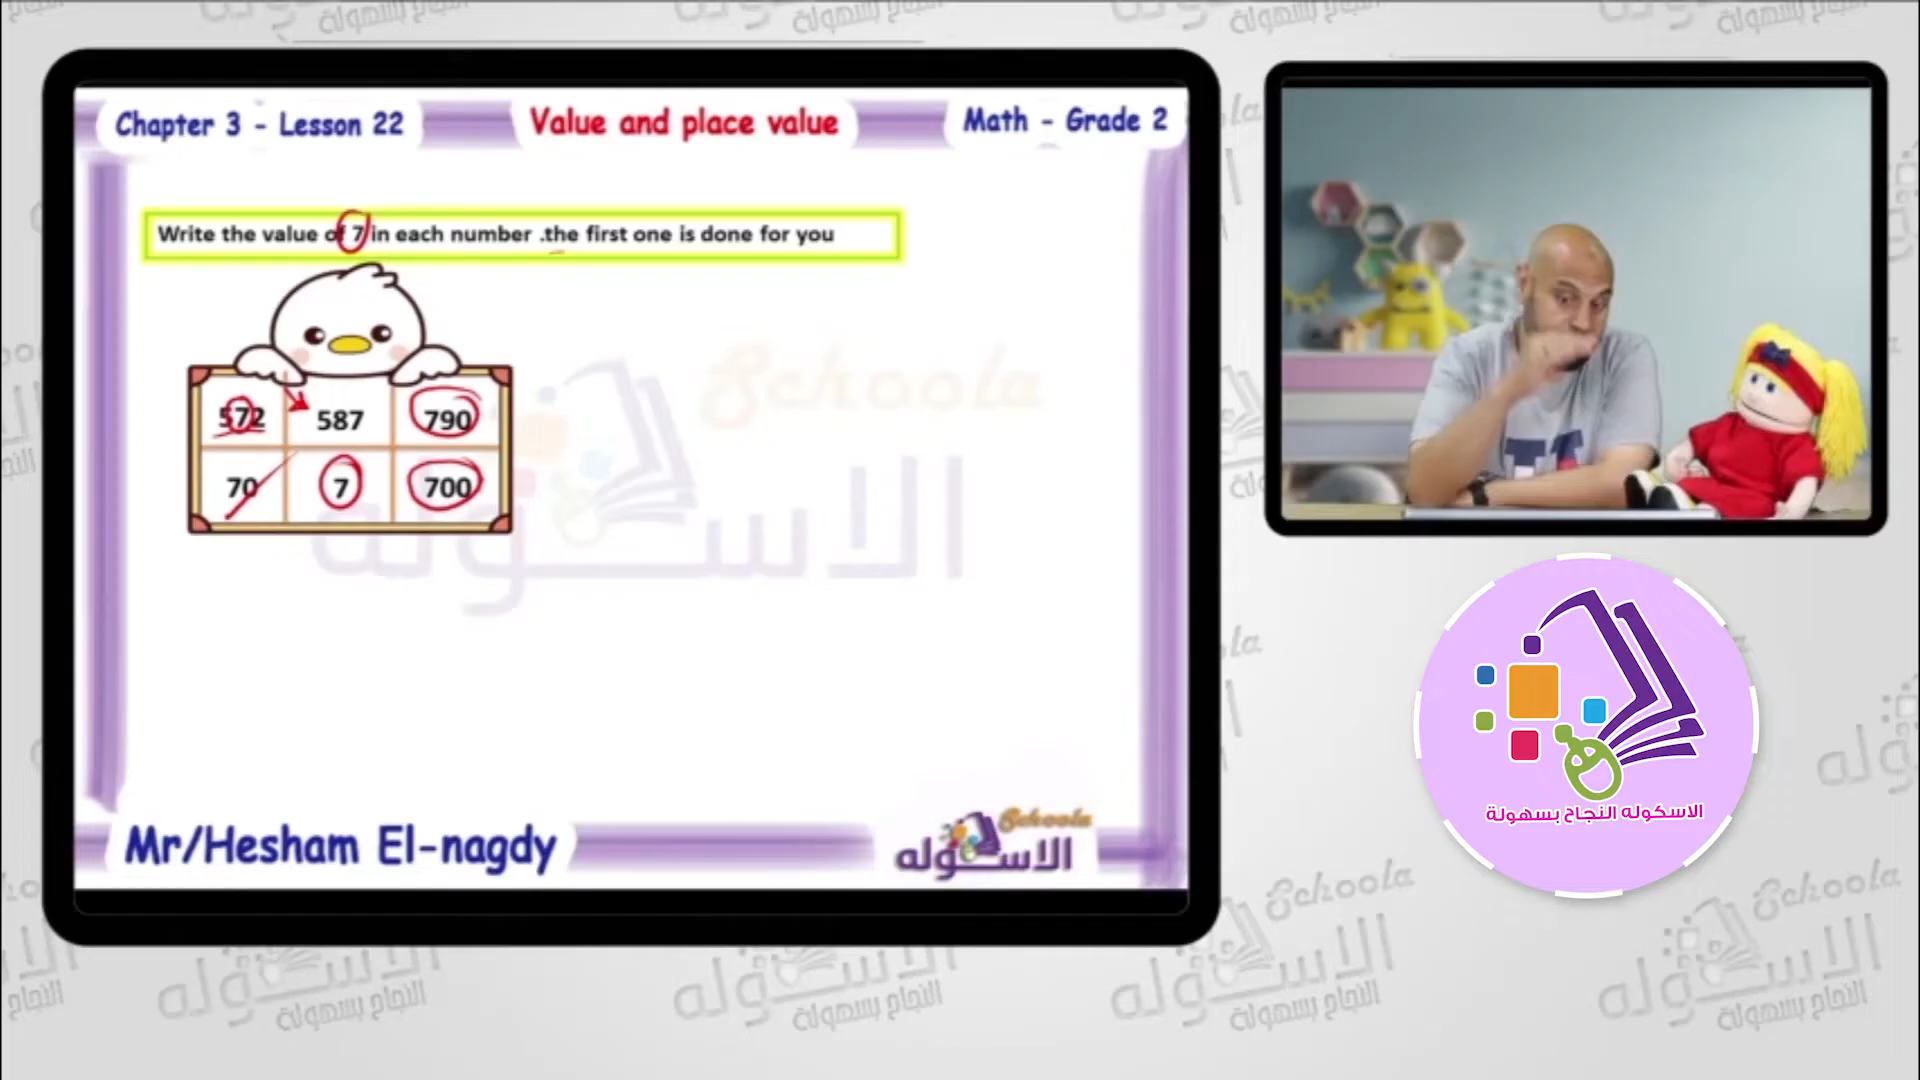 Chapter 3 - Lesson 22
Value and place value
Math - Grade 2
Write the value of 7 in each number .the first one is done for you
572 587 790
70 7 700
Schoola
الاسكوله
Mr/Hesham El-nagdy
Schoola
الاسكوله
الاسكوله النجاح بسهولة